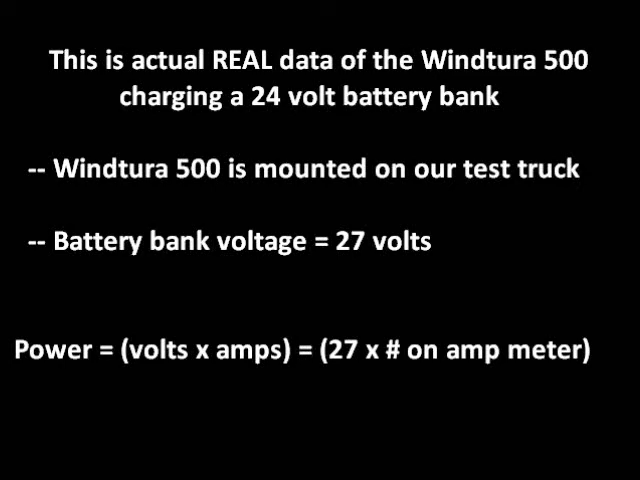 This is actual REAL data of the Windtura 500
charging a 24 volt battery bank
-- Windtura 500 is mounted on our test truck
-- Battery bank voltage = 27 volts
Power = (volts x amps) = (27 x # on amp meter)